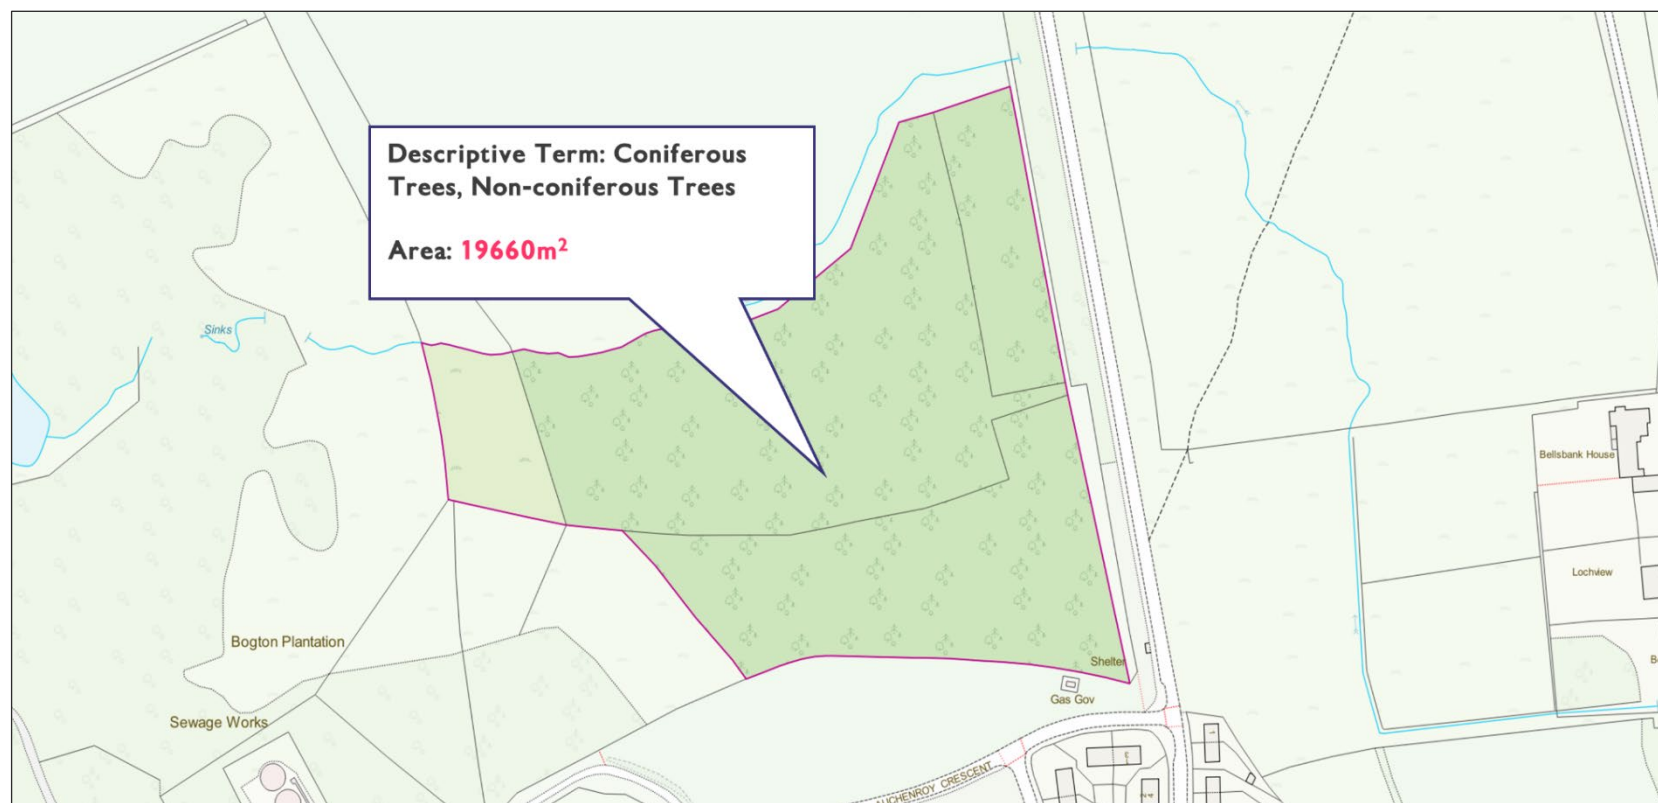 Descriptive Term: Coniferous
Trees, Non-coniferous Trees
Area: 19660m²
Sinks
Bellsbank House
Lochview
Bogton Plantation
Shelter
Gas Gov
Sewage Works
AUCHENROY CRESCENT
1